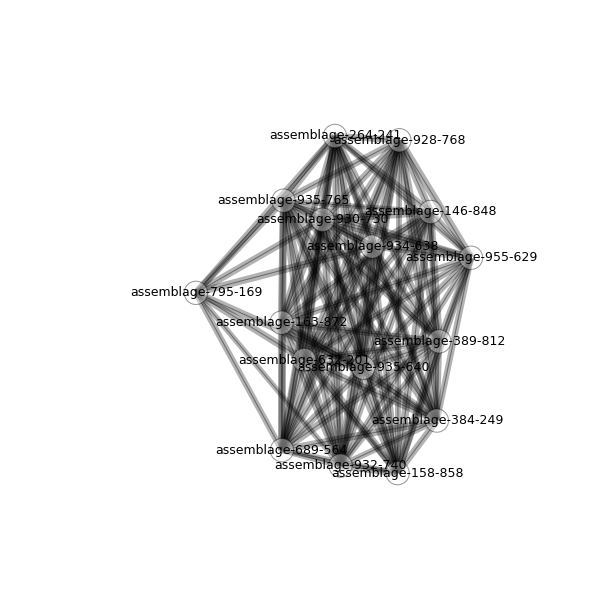 assemblage-264-241
assemblage-928-768
assemblage-935-765
assemblage-146-848
assemblage-930-730
assemblage-934-638
assemblage-955-629
assemblage-795-169
assemblage-163-872
assemblage-389-812
assemblage-632-201
assemblage-935-640
assemblage-384-249
assemblage-689-564
assemblage-932-740
assemblage-158-858